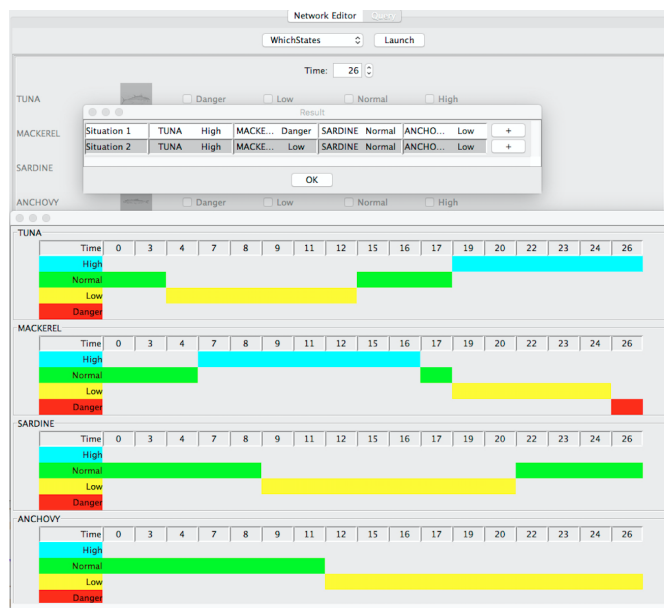 Network Editor Query
WhichStates Launch
Time: 26
TUNA Danger Low Normal High
Result
MACKEREL
Situation 1 TUNA High MACKE... Danger SARDINE Normal ANCHO... Low +
Situation 2 TUNA High MACKE... Low SARDINE Normal ANCHO... Low +
SARDINE
OK
ANCHOVY Danger Low Normal High
TUNA
Time 0 3 4 7 8 9 11 12 15 16 17 19 20 22 23 24 26
High
Normal
Low
Danger
MACKEREL
Time 0 3 4 7 8 9 11 12 15 16 17 19 20 22 23 24 26
High
Normal
Low
Danger
SARDINE
Time 0 3 4 7 8 9 11 12 15 16 17 19 20 22 23 24 26
High
Normal
Low
Danger
ANCHOVY
Time 0 3 4 7 8 9 11 12 15 16 17 19 20 22 23 24 26
High
Normal
Low
Danger